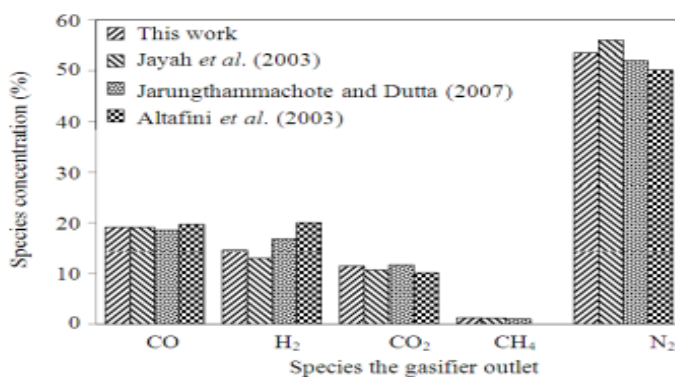 60
50
40
30
20
10
0
Species concentration (%)
This work
Jayah et al. (2003)
Jarungthammachote and Dutta (2007)
Altafini et al. (2003)
CO H₂ CO₂ CH₄ N₂
Species the gasifier outlet